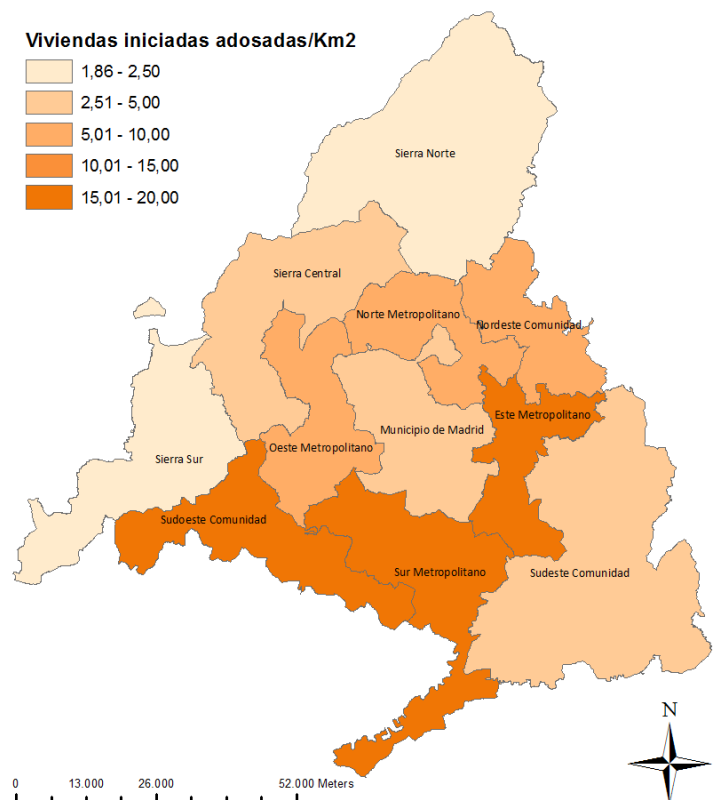 Viviendas iniciadas adosadas/Km2
1,86 - 2,50
2,51 - 5,00
5,01 - 10,00
10,01 - 15,00
15,01 - 20,00
Sierra Norte
Sierra Central
Norte Metropolitano
Nordeste Comunidad
Este Metropolitano
Municipio de Madrid
Oeste Metropolitano
Sierra Sur
Sudoeste Comunidad
Sur Metropolitano
Sudeste Comunidad
N
0 13.000 26.000 52.000 Meters